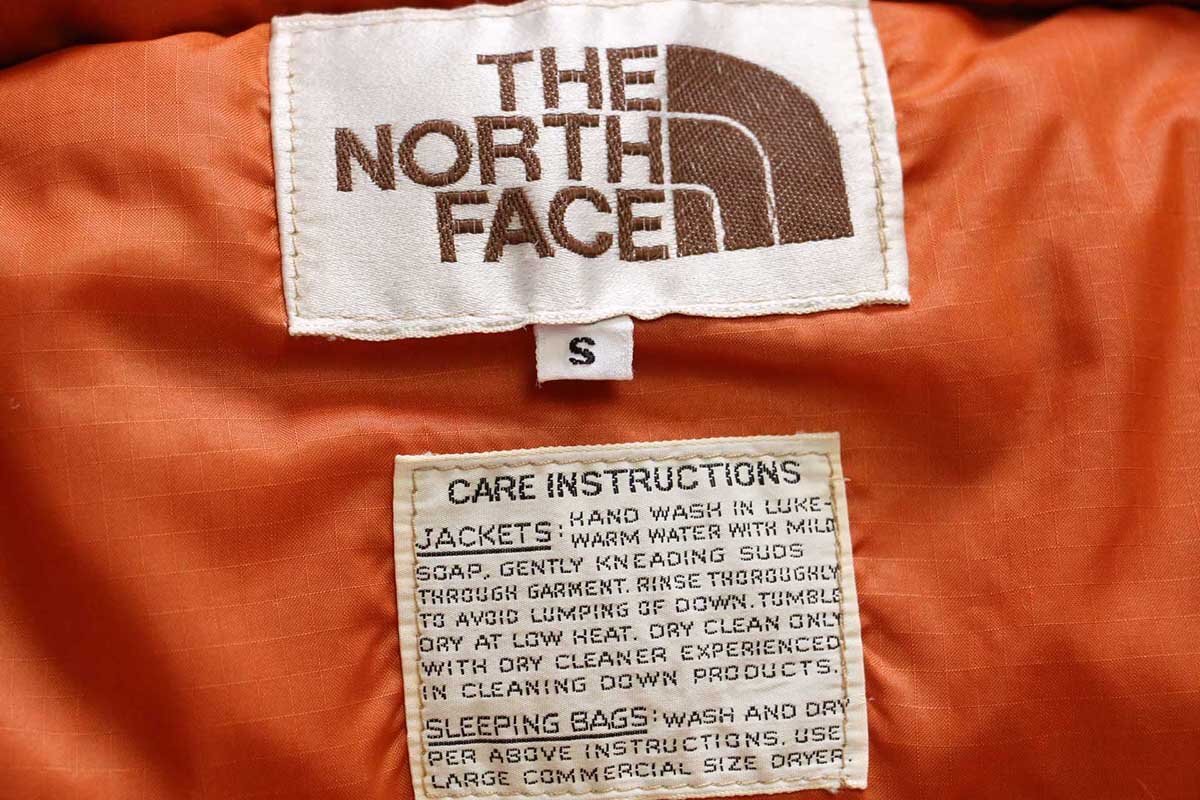 THE
NORTH
FACE
S
CARE INSTRUCTIONS
JACKETS: HAND WASH IN LUKE-
WARM WATER WITH MILD
SOAP. GENTLY KNEADING SUDS
THROUGH GARMENT. RINSE THOROUGHLY
TO AVOID LUMPING OF DOWN. TUMBLE
DRY AT LOW HEAT. DRY CLEAN ONLY
WITH DRY CLEANER EXPERIENCED
IN CLEANING DOWN PRODUCTS.
SLEEPING BAGS: WASH AND DRY
PER ABOVE INSTRUCTIONS. USE
LARGE COMMERCIAL SIZE DRYER.